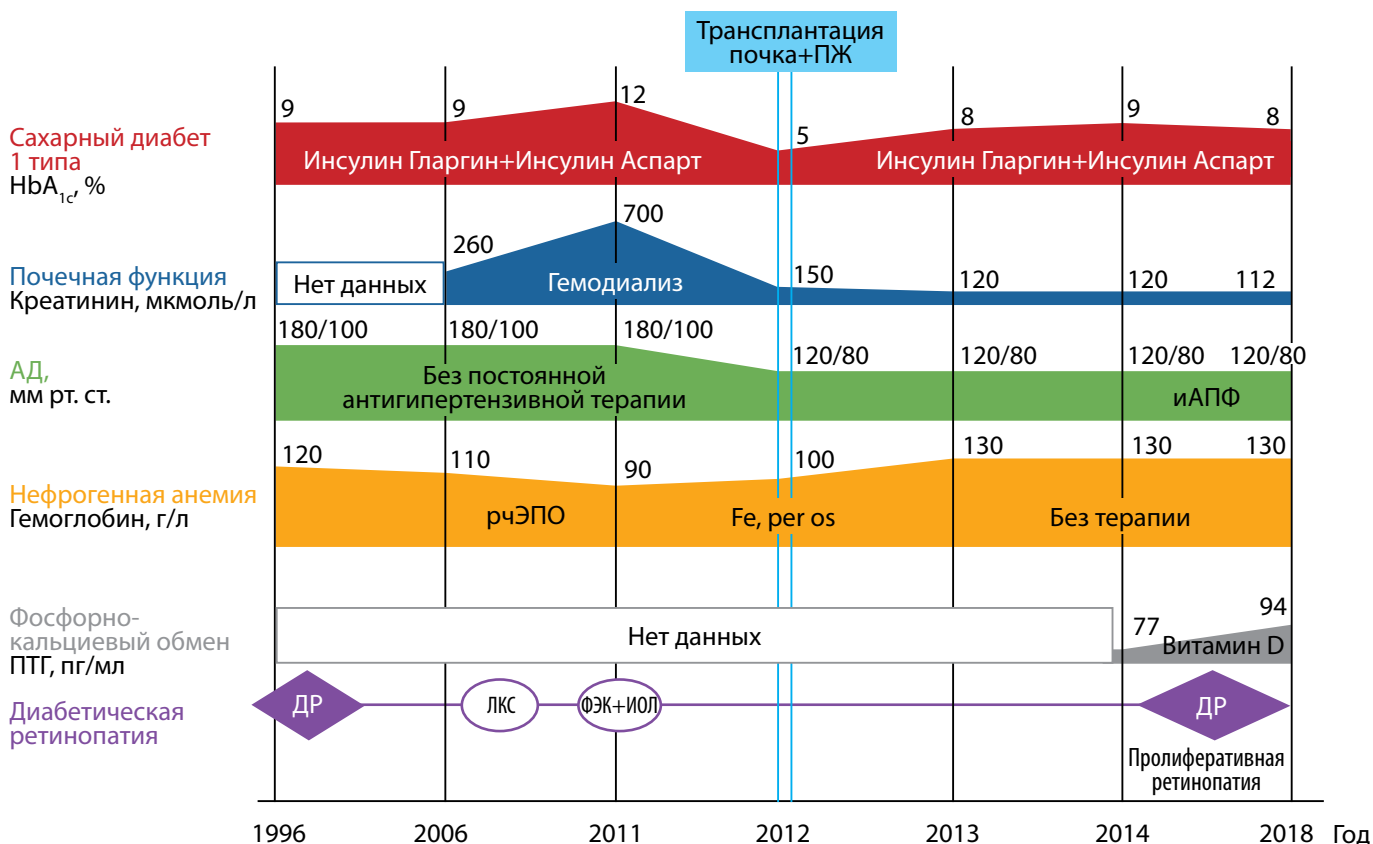 Трансплантация
почка+ПЖ
Сахарный диабет
1 типа
HbA1c, %
9 9 12 5 8 9 8
Инсулин Гларгин+Инсулин Аспарт Инсулин Гларгин+Инсулин Аспарт
Почечная функция
Креатинин, мкмоль/л
Нет данных 260 700 150 120 120 112
Гемодиализ
АД,
мм рт. ст.
180/100 180/100 180/100 120/80 120/80 120/80 120/80
Без постоянной
антигипертензивной терапии
иАПФ
Нефрогенная анемия
Гемоглобин, г/л
120 110 90 100 130 130 130
рчЭПО Fe, per os Без терапии
Фосфорно-
кальциевый обмен
ПТГ, пг/мл
Нет данных 77 94
Витамин D
Диабетическая
ретинопатия
ДР ЛКС ФЭК+ИОЛ ДР
Пролиферативная
ретинопатия
1996 2006 2011 2012 2013 2014 2018 Год